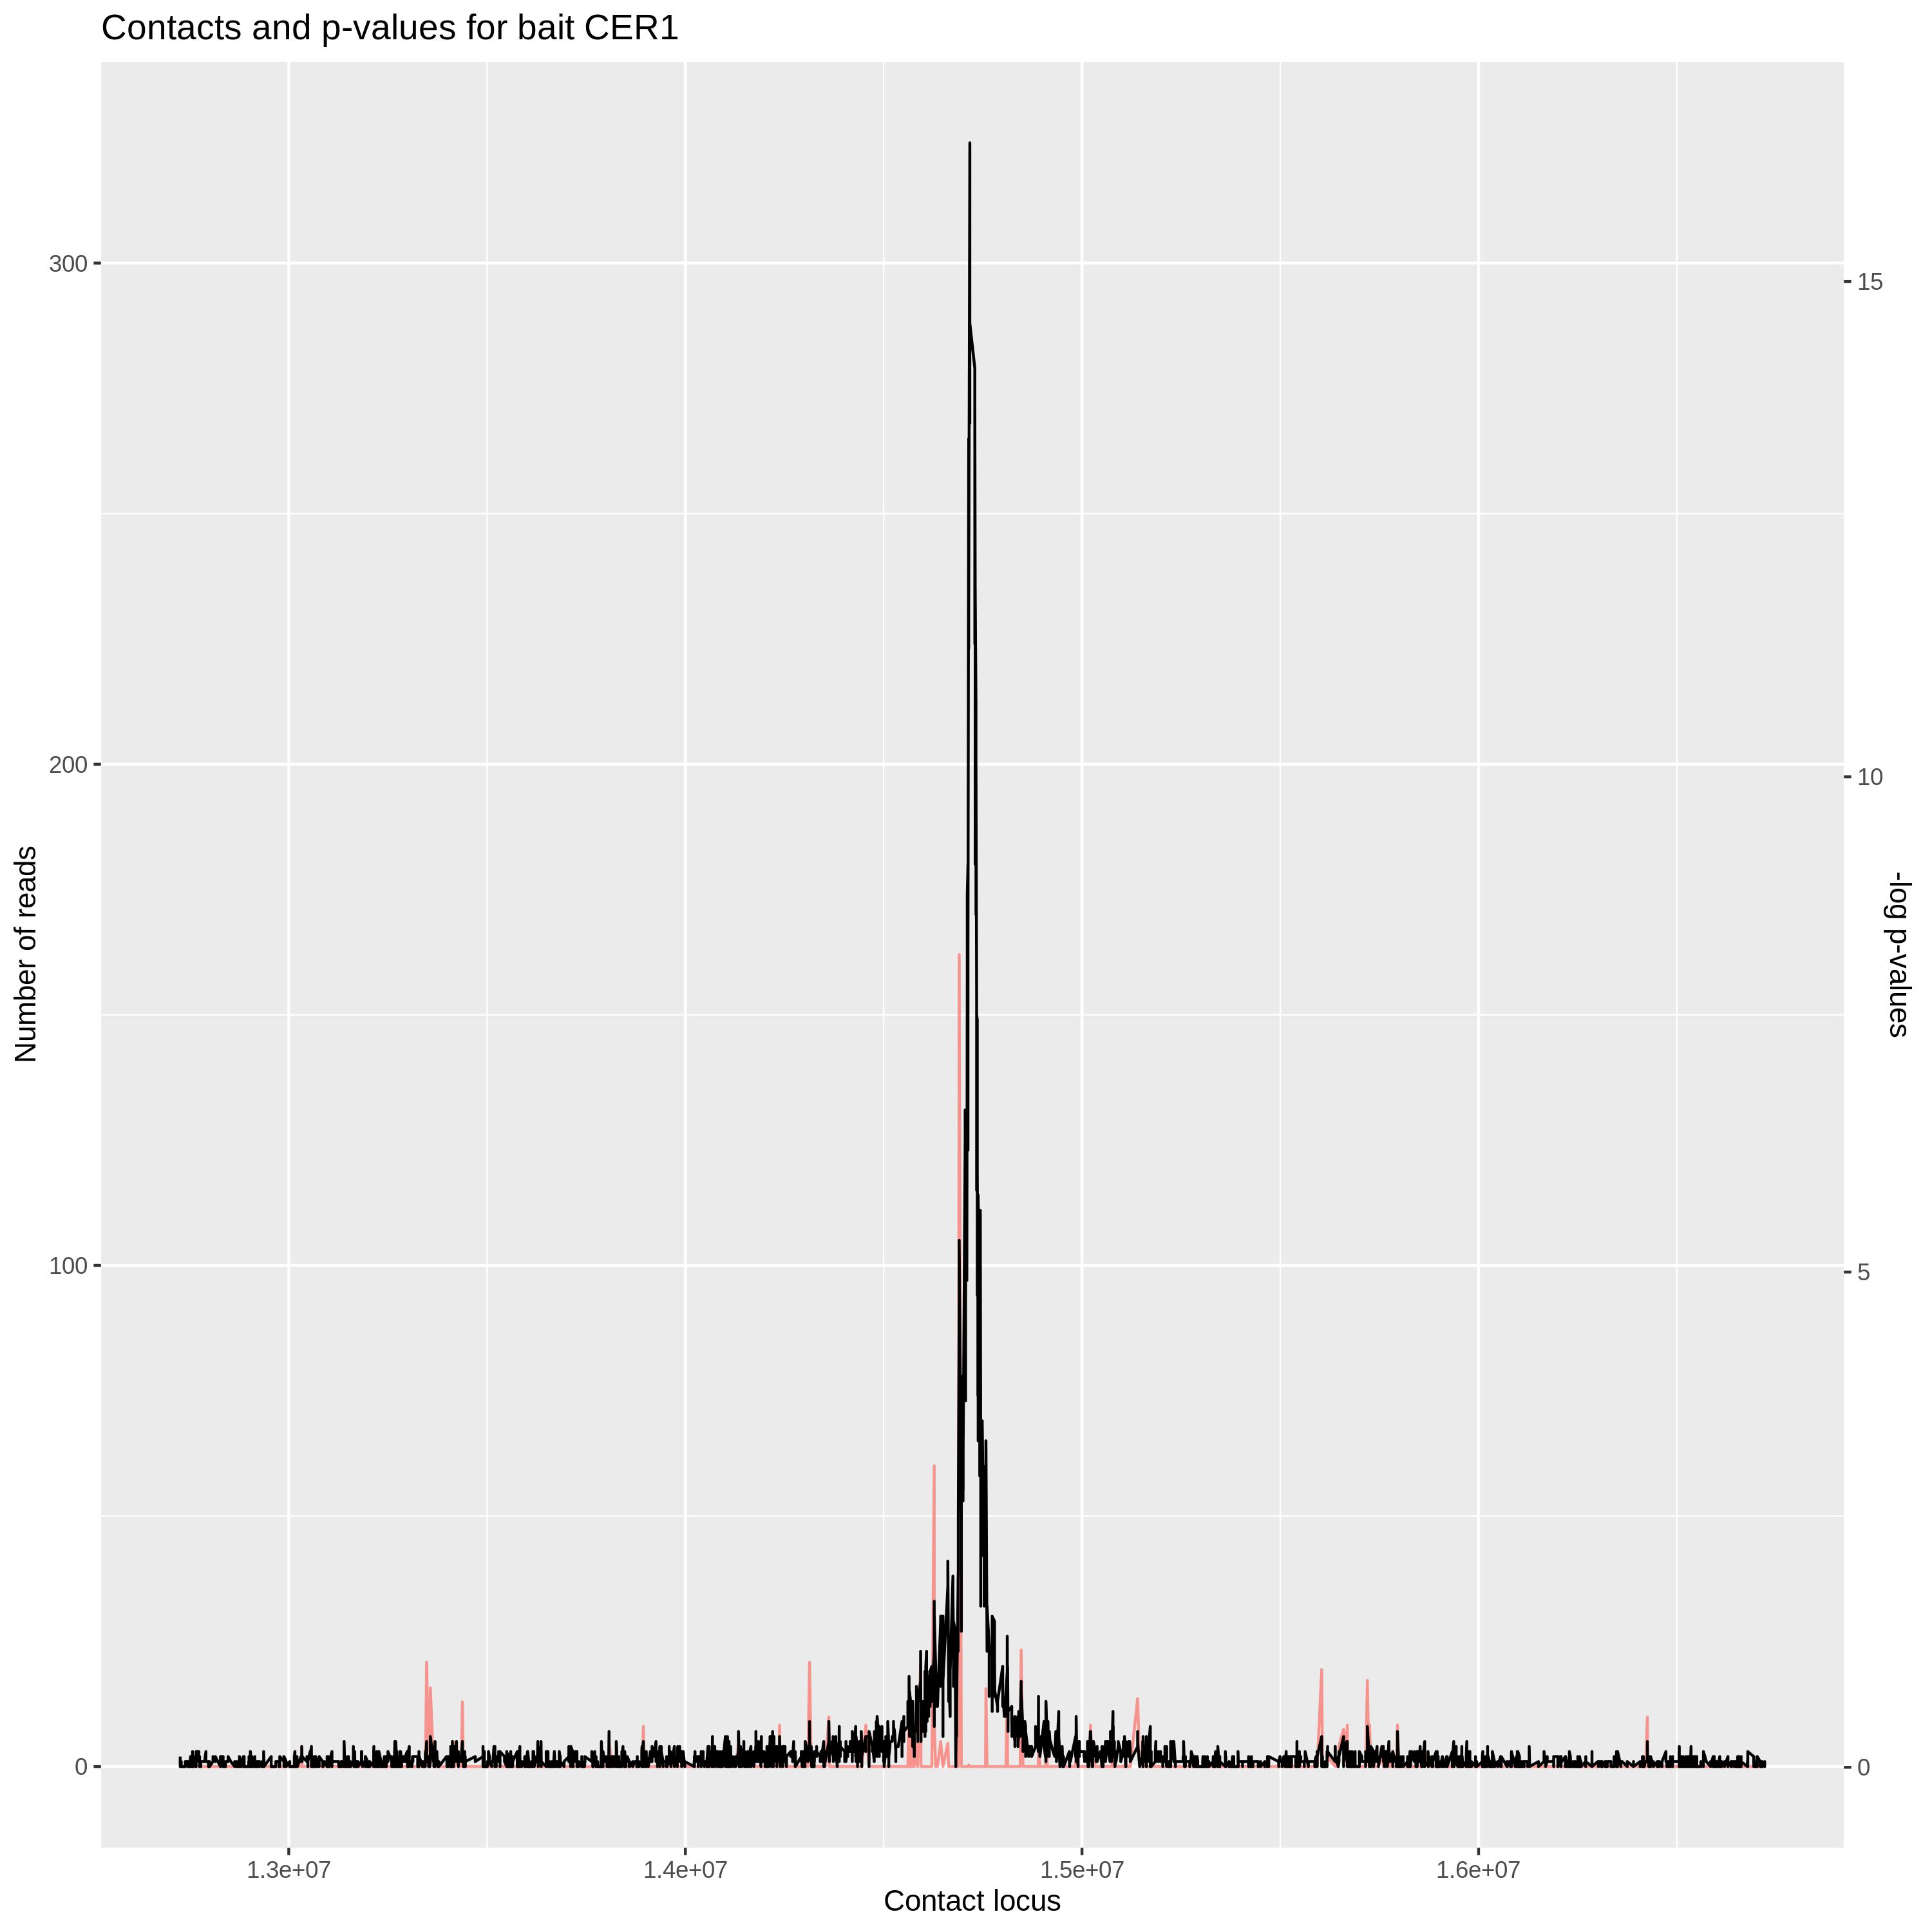 Contacts and p-values for bait CER1
300
200
100
0
15
10
5
0
Number of reads
-log p-values
1.3e+07
1.4e+07
1.5e+07
1.6e+07
Contact locus